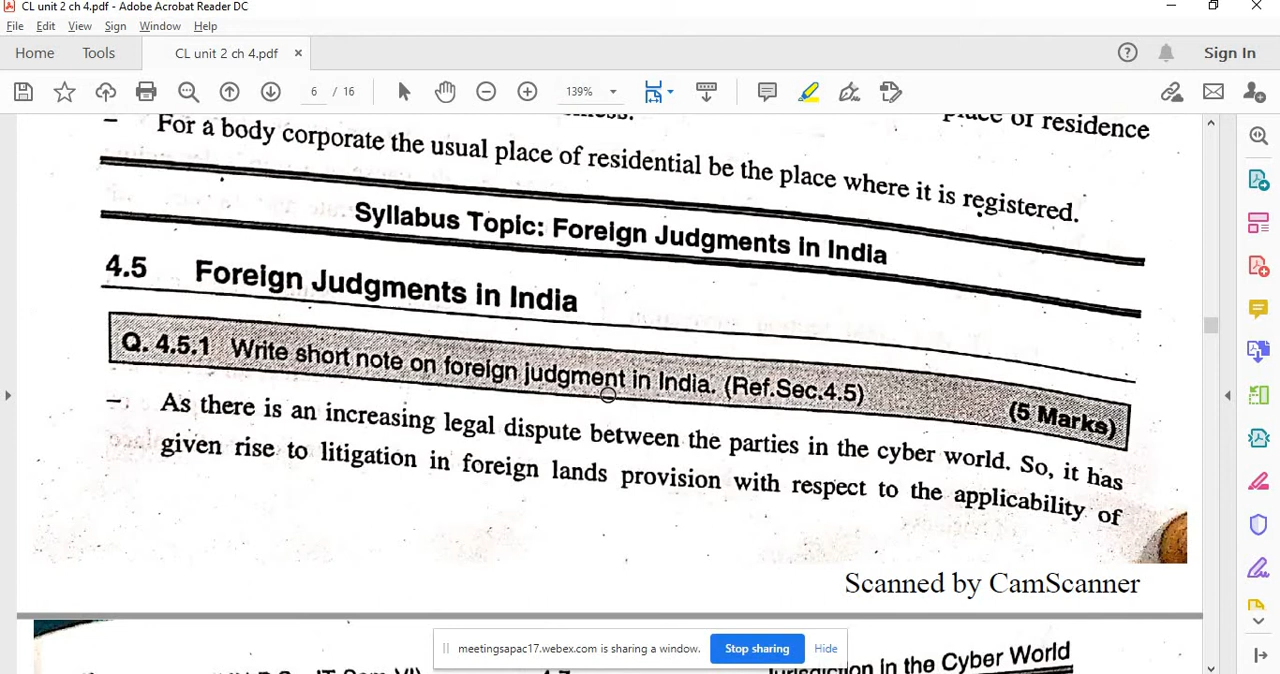 CL unit 2 ch 4.pdf - Adobe Acrobat Reader DC
File Edit View Sign Window Help
Home Tools CL unit 2 ch 4.pdf × Sign In
6 / 16 139%
place of residence
– For a body corporate the usual place of residential be the place where it is registered.
Syllabus Topic: Foreign Judgments in India
4.5 Foreign Judgments in India
Q. 4.5.1 Write short note on foreign judgment in India. (Ref.Sec.4.5) (5 Marks)
– As there is an increasing legal dispute between the parties in the cyber world. So, it has
given rise to litigation in foreign lands provision with respect to the applicability of
Scanned by CamScanner
meetingsapac17.webex.com is sharing a window. Stop sharing Hide
Jurisdiction in the Cyber World